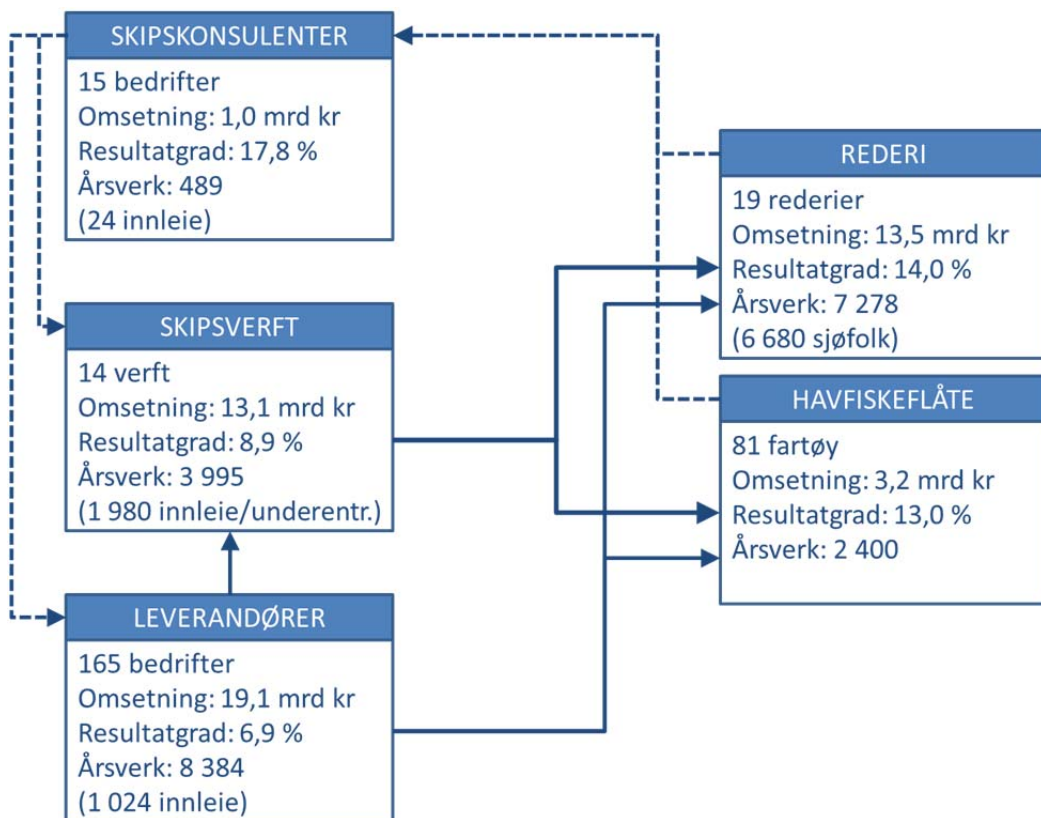 SKIPSKONSULENTER
15 bedrifter
Omsetning: 1,0 mrd kr
Resultatgrad: 17,8 %
Årsverk: 489
(24 innleie)
SKIPSVERFT
14 verft
Omsetning: 13,1 mrd kr
Resultatgrad: 8,9 %
Årsverk: 3 995
(1 980 innleie/underentr.)
LEVERANDØRER
165 bedrifter
Omsetning: 19,1 mrd kr
Resultatgrad: 6,9 %
Årsverk: 8 384
(1 024 innleie)
REDERI
19 rederier
Omsetning: 13,5 mrd kr
Resultatgrad: 14,0 %
Årsverk: 7 278
(6 680 sjøfolk)
HAVFISKEFLÅTE
81 fartøy
Omsetning: 3,2 mrd kr
Resultatgrad: 13,0 %
Årsverk: 2 400